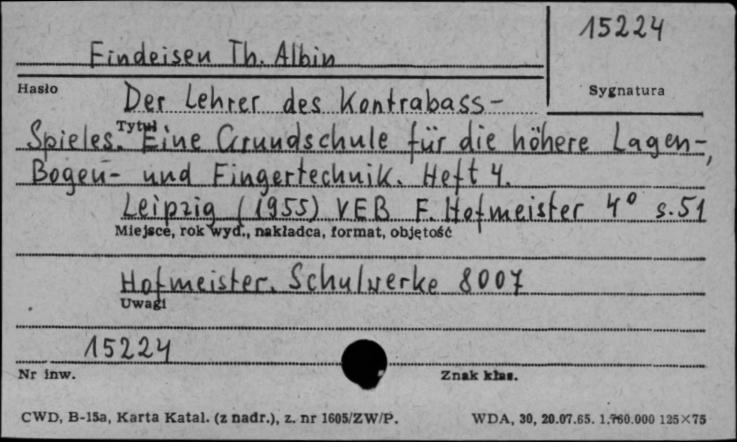 15224
Findeisen Th. Albin
Hasło
Sygnatura
Der Lehrer des Kontrabass-
Tytuł
Spieles. Eine Grundschule für die höhere Lagen-,
Bogen- und Fingertechnik. Heft 4.
Leipzig (1955) VEB F. Hofmeister 4° s. 51
Miejsce, rok wyd., nakładca, format, objętość
Hofmeister. Schulwerke 8007
Uwagi
15224
Nr inw.
Znak klas.
CWD, B-15a, Karta Katal. (z nadr.), z. nr 1605/ZW/P.
WDA, 30, 20.07.65. 1.760.000 125×75